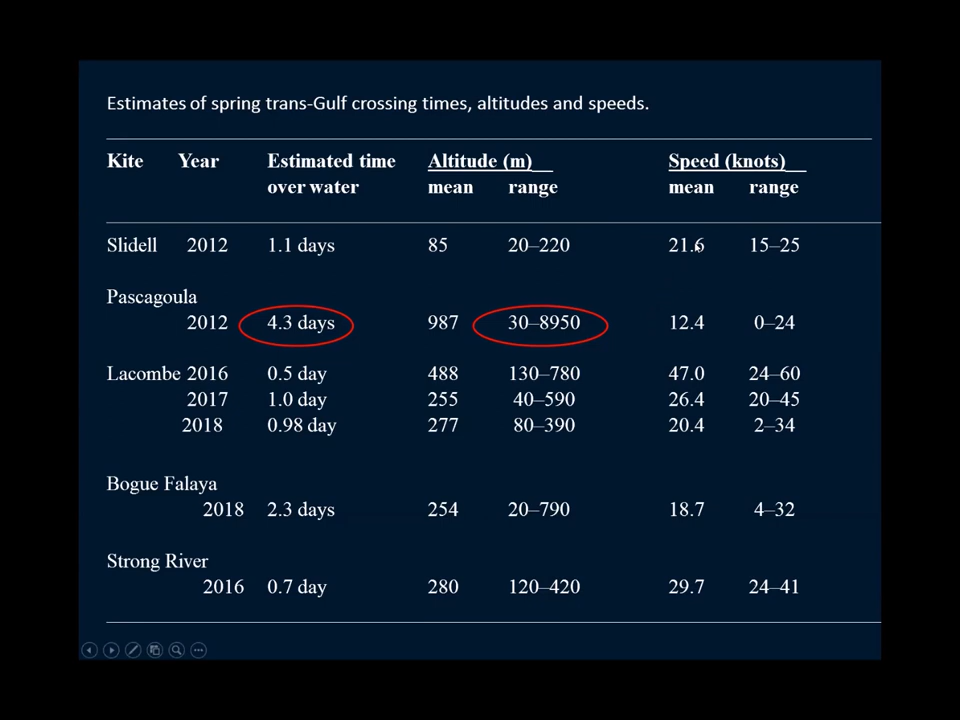 Estimates of spring trans-Gulf crossing times, altitudes and speeds.
Kite Year Estimated time Altitude (m) Speed (knots)
over water mean range mean range
Slidell 2012 1.1 days 85 20–220 21.6 15–25
Pascagoula
2012 4.3 days 987 30–8950 12.4 0–24
Lacombe 2016 0.5 day 488 130–780 47.0 24–60
2017 1.0 day 255 40–590 26.4 20–45
2018 0.98 day 277 80–390 20.4 2–34
Bogue Falaya
2018 2.3 days 254 20–790 18.7 4–32
Strong River
2016 0.7 day 280 120–420 29.7 24–41